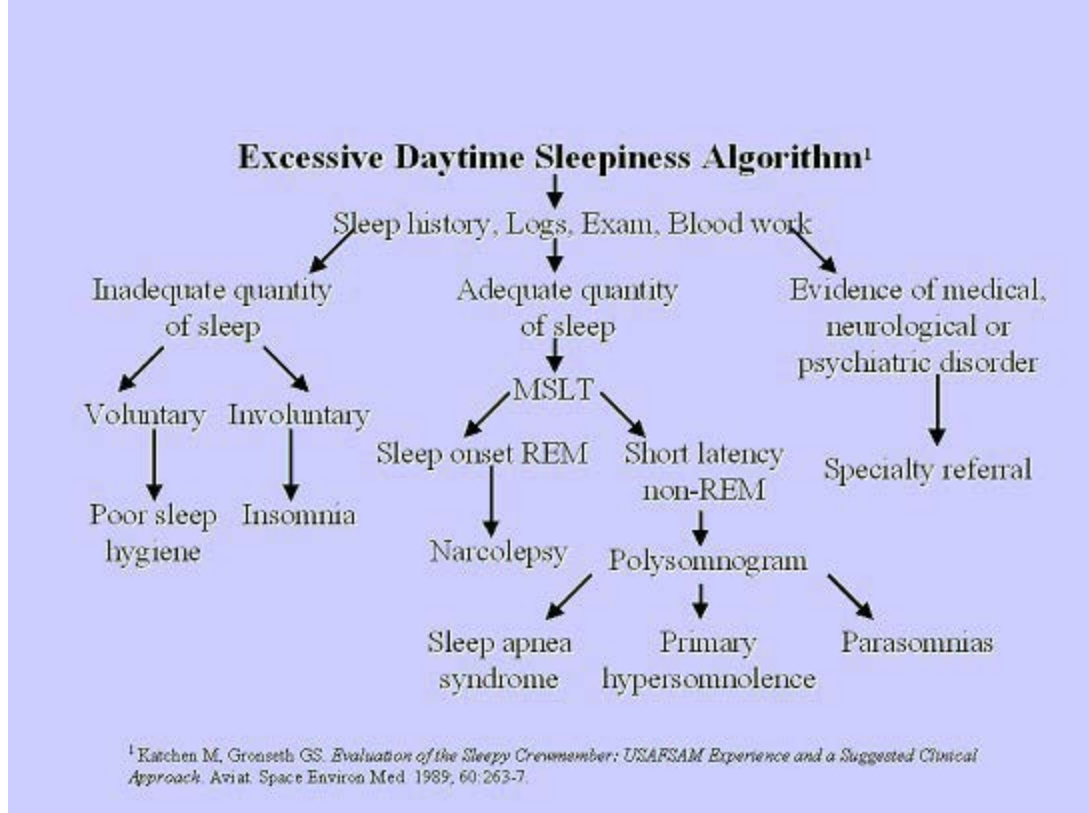 Excessive Daytime Sleepiness Algorithm¹
Sleep history, Logs, Exam, Blood work
Inadequate quantity
of sleep
Adequate quantity
of sleep
Evidence of medical,
neurological or
psychiatric disorder
Voluntary
Involuntary
MSLT
Sleep onset REM
Short latency
non-REM
Specialty referral
Poor sleep
hygiene
Insomnia
Narcolepsy
Polysomnogram
Sleep apnea
syndrome
Primary
hypersomnolence
Parasomnias
¹ Katchen M, Gronseth GS. Evaluation of the Sleepy Crewmember: USAFSAM Experience and a Suggested Clinical
Approach. Aviat. Space Environ Med. 1989; 60:263-7.